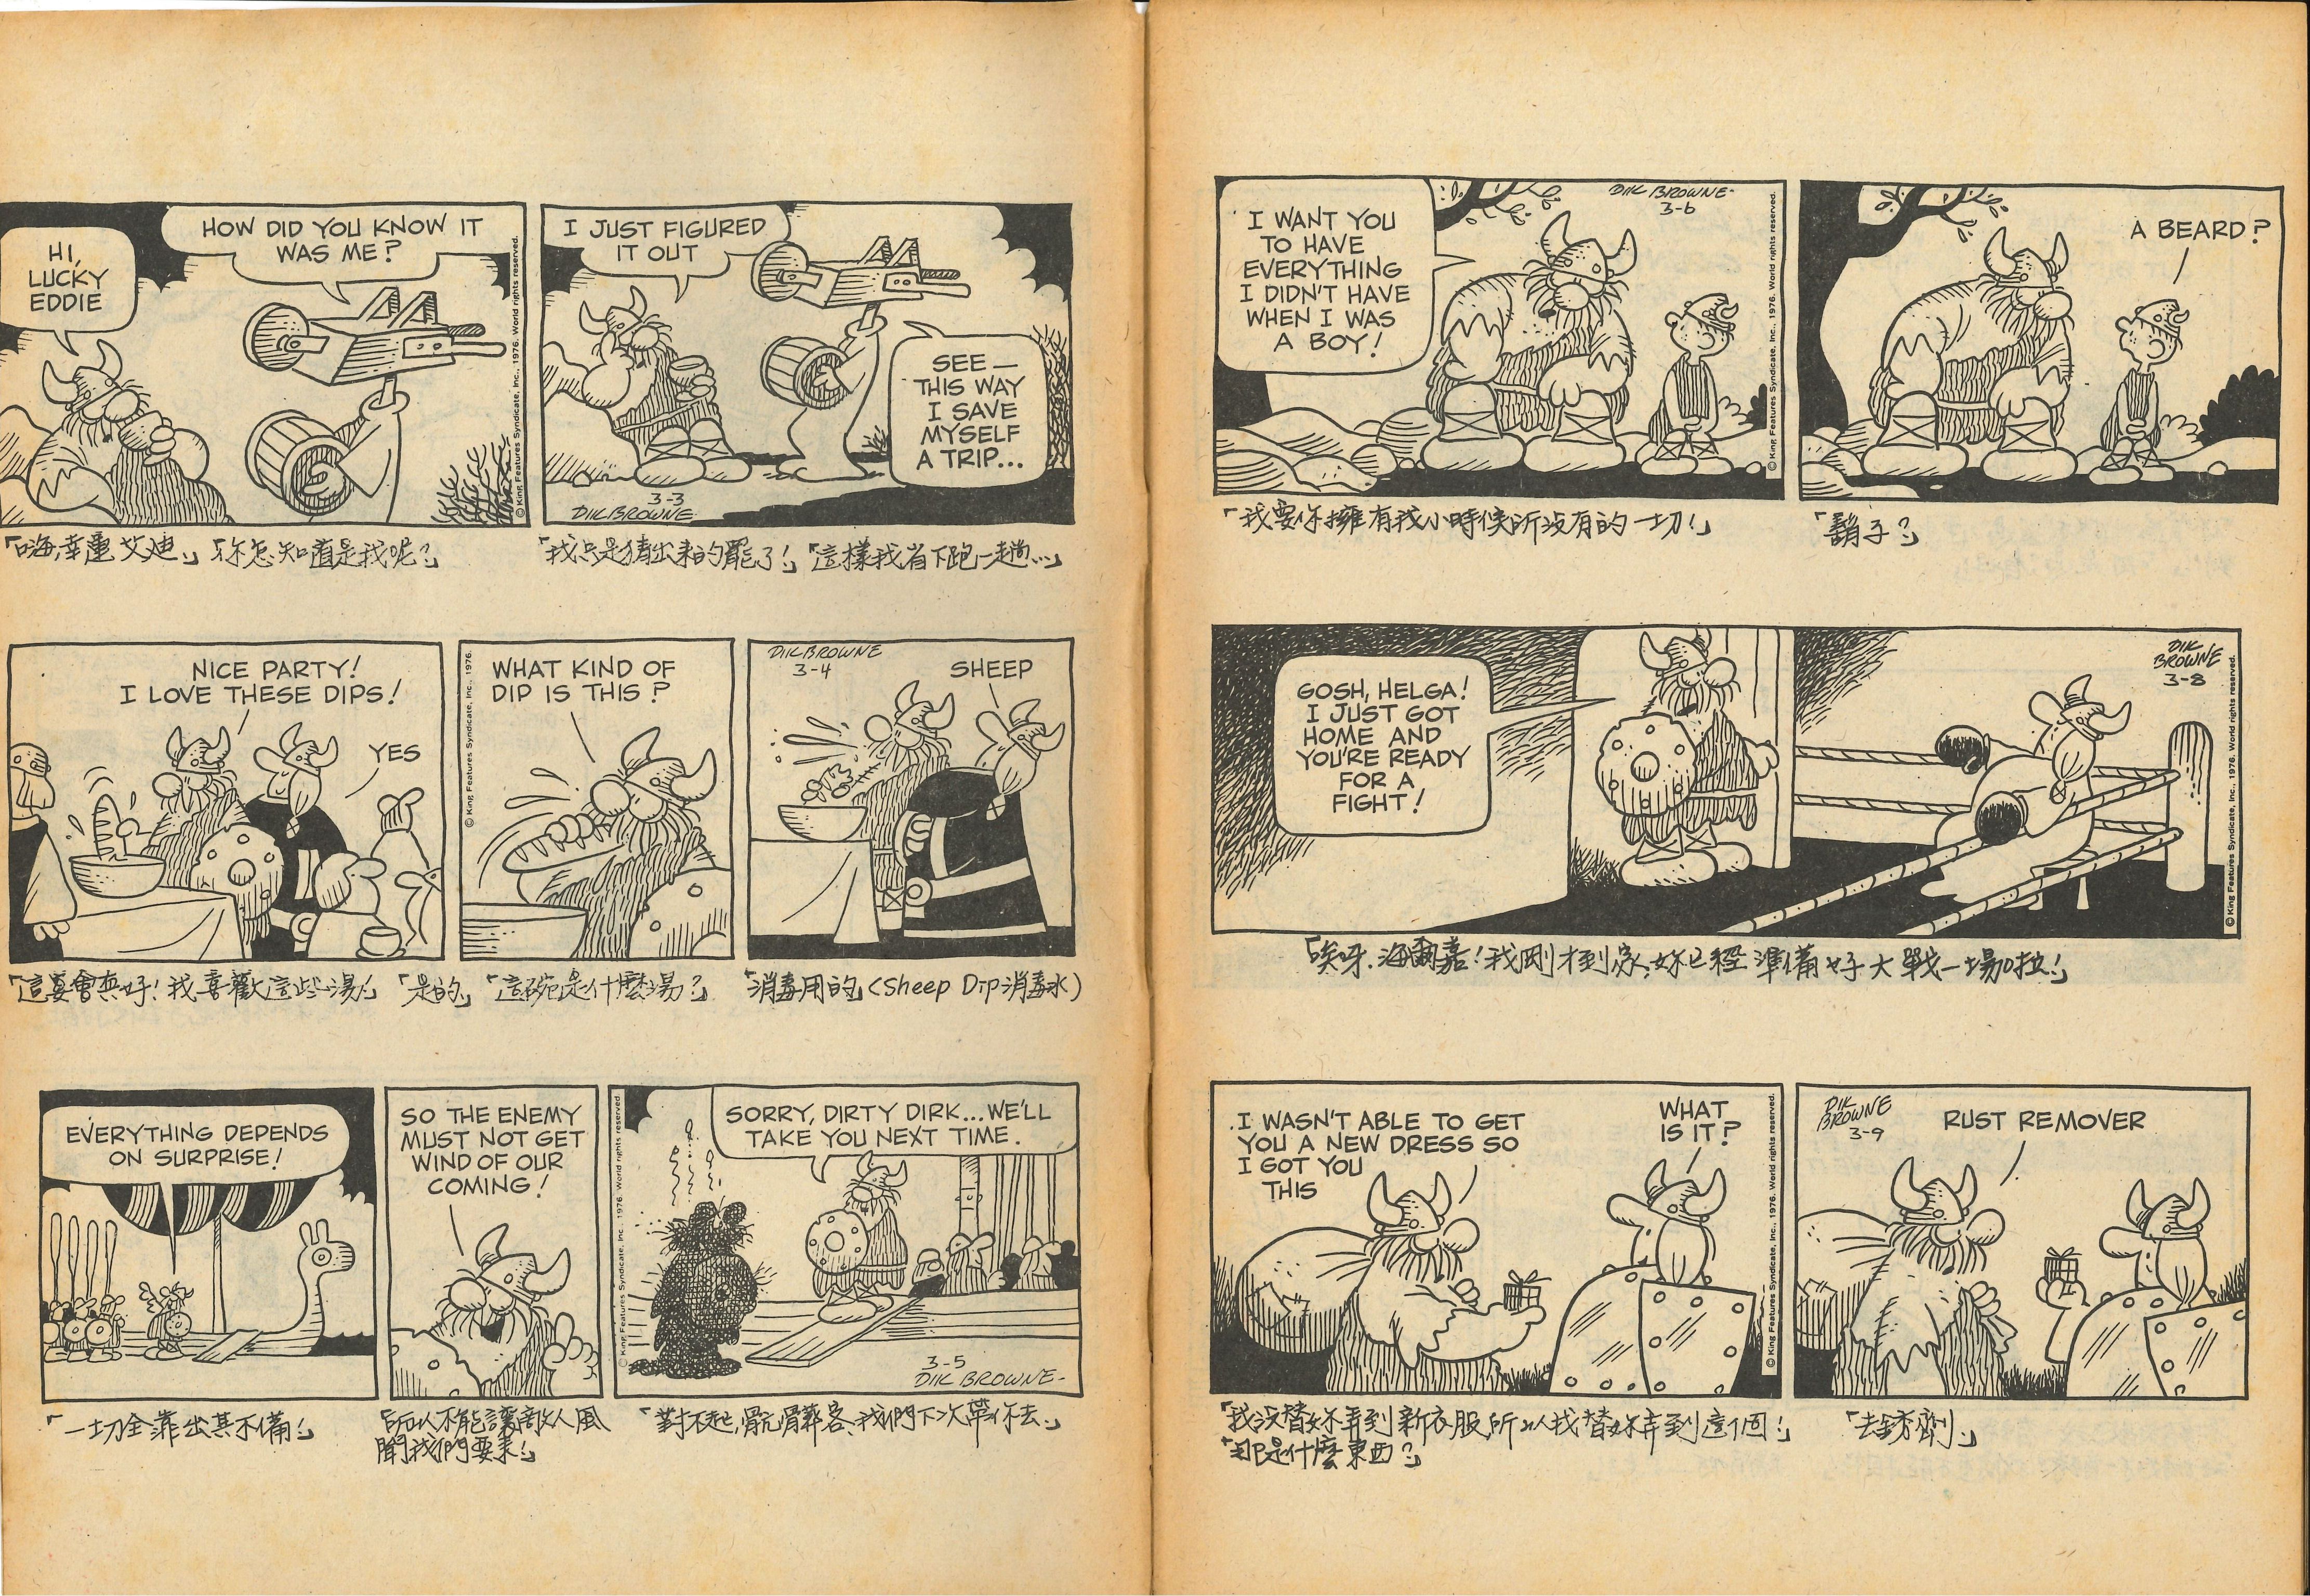 HI,
LUCKY
EDDIE
HOW DID YOU KNOW IT
WAS ME?
© King Features Syndicate, Inc., 1976. World rights reserved.
I JUST FIGURED
IT OUT
SEE—
THIS WAY
I SAVE
MYSELF
A TRIP...
3-3
DIK BROWNE
「嗨,幸運艾迪」「你怎知道是我呢?」
「我只是猜出來的罷了!」「這樣我省下跑一趟…」
NICE PARTY!
I LOVE THESE DIPS!
YES
© King Features Syndicate, Inc., 1976.
WHAT KIND OF
DIP IS THIS?
DIK BROWNE
3-4
SHEEP
「這宴會真好!我喜歡這些湯!」「是的」
「這碗是什麼湯?」
「消毒用的」(Sheep Dip消毒水)
EVERYTHING DEPENDS
ON SURPRISE!
SO THE ENEMY
MUST NOT GET
WIND OF OUR
COMING!
© King Features Syndicate, Inc., 1976. World rights reserved.
SORRY, DIRTY DIRK...WE'LL
TAKE YOU NEXT TIME.
3-5
DIK BROWNE-
「一切全靠出其不備!」
「所以不能讓敵人風
聞我們要來!」
「對不起,骯髒客,我們下次帶你去」
I WANT YOU
TO HAVE
EVERYTHING
I DIDN'T HAVE
WHEN I WAS
A BOY!
DIK BROWNE-
3-6
© King Features Syndicate, Inc., 1976. World rights reserved.
A BEARD?
「我要你擁有我小時候所沒有的一切!」
「鬍子?」
GOSH, HELGA!
I JUST GOT
HOME AND
YOU'RE READY
FOR A
FIGHT!
DIK
BROWNE
3-8
© King Features Syndicate, Inc., 1976. World rights reserved.
「唉呀,海翻嘉!我剛才到家,妳已經準備好大戰一場啦!」
I WASN'T ABLE TO GET
YOU A NEW DRESS SO
I GOT YOU
THIS
WHAT
IS IT?
© King Features Syndicate, Inc., 1976. World rights reserved.
DIK
BROWNE
3-9
RUST REMOVER
「我沒替妳弄到新衣服,所以我替妳弄到這個!」
「那是什麼東西?」
「去銹劑」